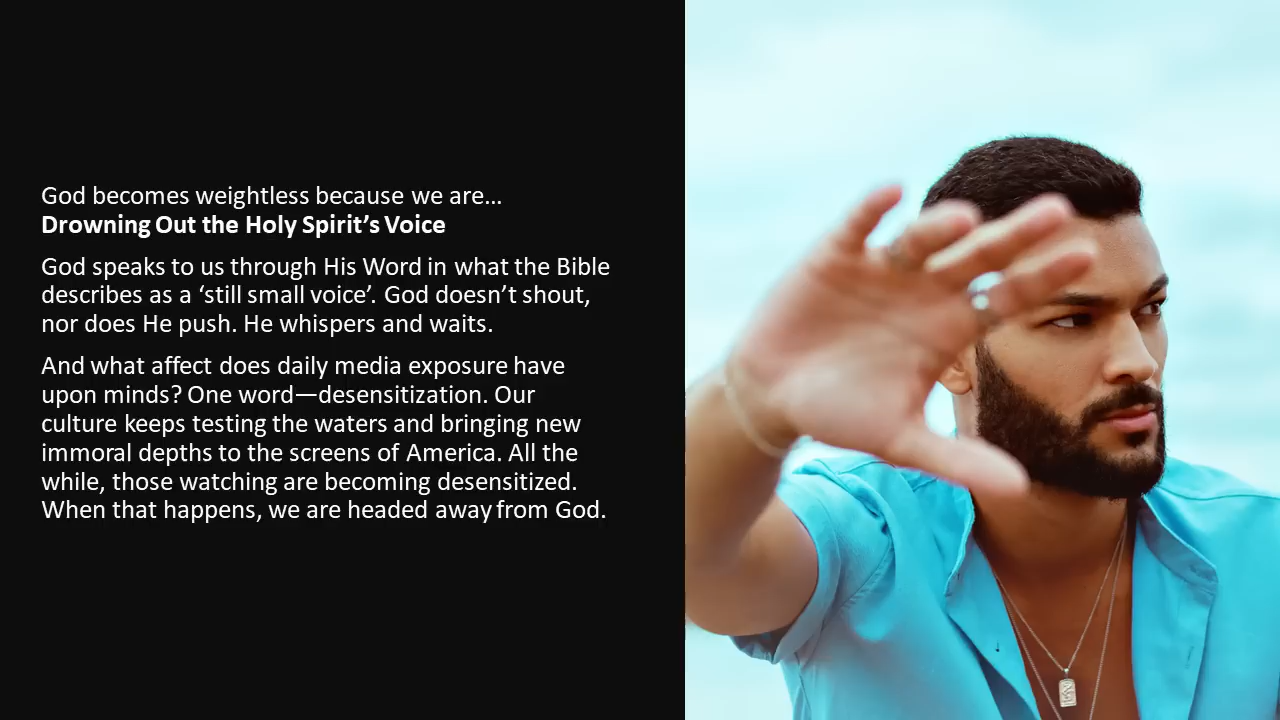 God becomes weightless because we are…
Drowning Out the Holy Spirit’s Voice
God speaks to us through His Word in what the Bible
describes as a ‘still small voice’. God doesn’t shout,
nor does He push. He whispers and waits.
And what affect does daily media exposure have
upon minds? One word—desensitization. Our
culture keeps testing the waters and bringing new
immoral depths to the screens of America. All the
while, those watching are becoming desensitized.
When that happens, we are headed away from God.